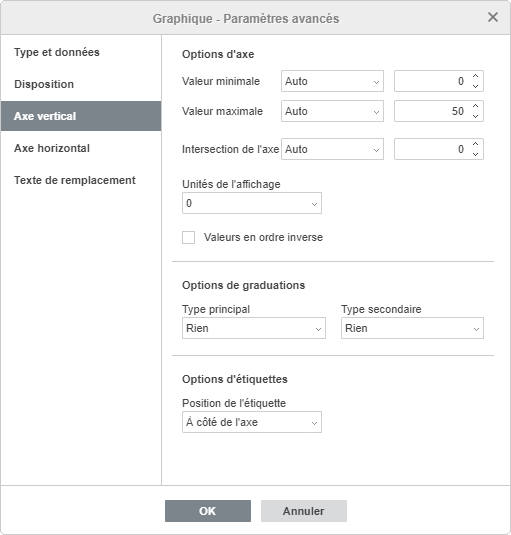 Graphique - Paramètres avancés
Type et données
Disposition
Axe vertical
Axe horizontal
Texte de remplacement
Options d'axe
Valeur minimale Auto 0
Valeur maximale Auto 50
Intersection de l'axe Auto 0
Unités de l'affichage
0
Valeurs en ordre inverse
Options de graduations
Type principal Type secondaire
Rien Rien
Options d'étiquettes
Position de l'étiquette
À côté de l'axe
OK Annuler